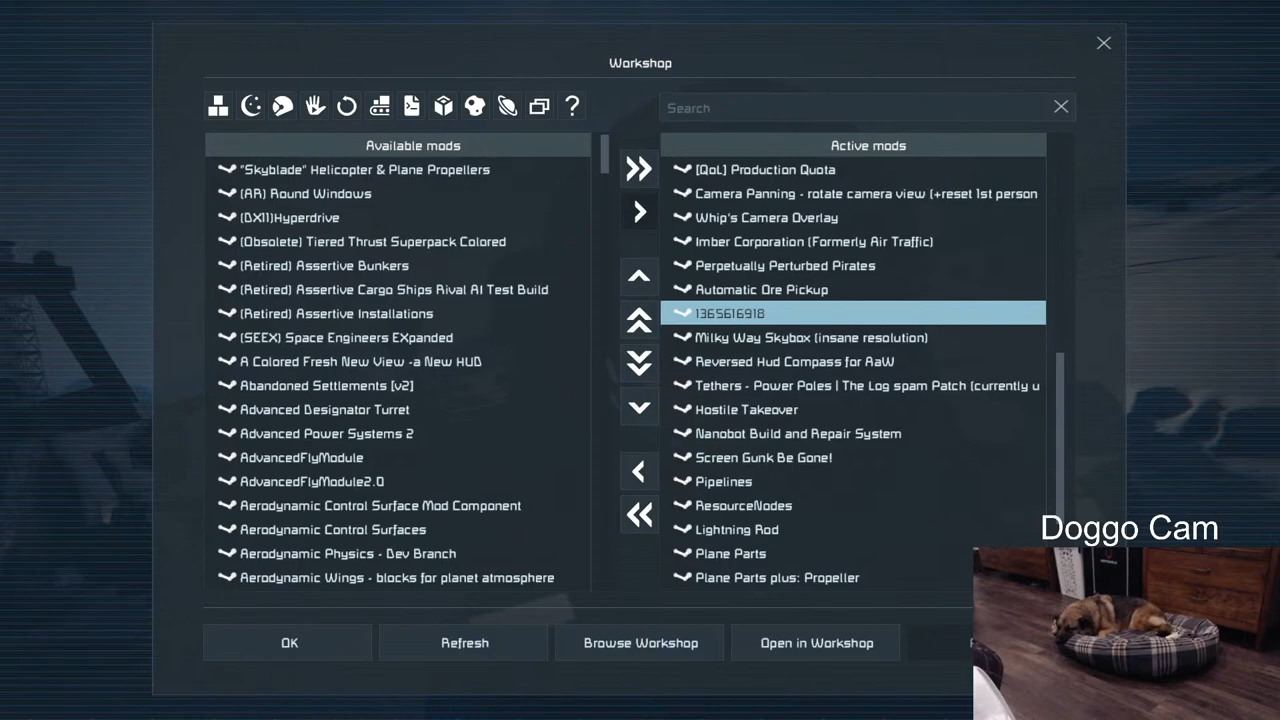 Workshop
?
Search
Available mods
"Skyblade" Helicopter & Plane Propellers
(AR) Round Windows
(DX11)Hyperdrive
(Obsolete) Tiered Thrust Superpack Colored
(Retired) Assertive Bunkers
(Retired) Assertive Cargo Ships Rival AI Test Build
(Retired) Assertive Installations
(SEEX) Space Engineers EXpanded
A Colored Fresh New View -a New HUD
Abandoned Settlements [v2]
Advanced Designator Turret
Advanced Power Systems 2
AdvancedFlyModule
AdvancedFlyModule2.0
Aerodynamic Control Surface Mod Component
Aerodynamic Control Surfaces
Aerodynamic Physics - Dev Branch
Aerodynamic Wings - blocks for planet atmosphere
Active mods
[QoL] Production Quota
Camera Panning - rotate camera view (+reset 1st person
Whip's Camera Overlay
Imber Corporation (Formerly Air Traffic)
Perpetually Perturbed Pirates
Automatic Ore Pickup
1365616918
Milky Way Skybox (insane resolution)
Reversed Hud Compass for AaW
Tethers - Power Poles | The Log spam Patch (currently u
Hostile Takeover
Nanobot Build and Repair System
Screen Gunk Be Gone!
Pipelines
ResourceNodes
Lightning Rod
Plane Parts
Plane Parts plus: Propeller
Doggo Cam
OK
Refresh
Browse Workshop
Open in Workshop